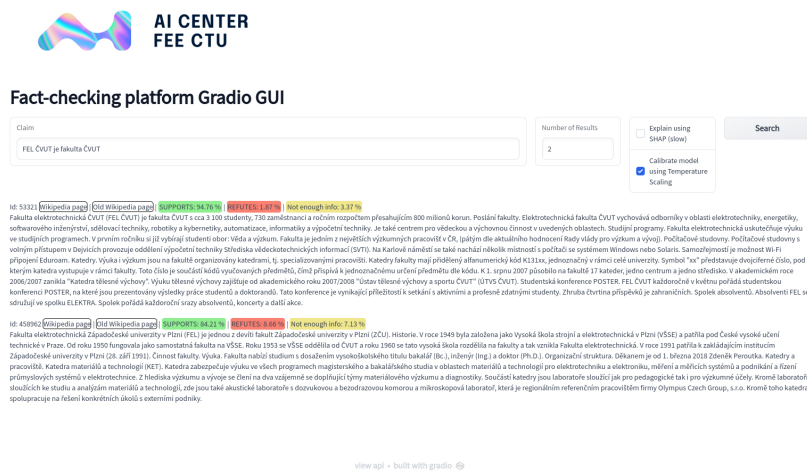 AI CENTER
FEE CTU
Fact-checking platform Gradio GUI
Claim
FEL ČVUT je fakulta ČVUT
Number of Results
2
Explain using
SHAP (slow)
Calibrate model
using Temperature
Scaling
Search
Id: 53321 |Wikipedia page| |Old Wikipedia page| | SUPPORTS: 94.76 % | REFUTES: 1.87 % | Not enough info: 3.37 %
Fakulta elektrotechnická ČVUT (FEL ČVUT) je fakulta ČVUT s cca 3 100 studenty, 730 zaměstnanci a ročním rozpočtem přesahujícím 800 milionů korun. Poslání fakulty. Elektrotechnická fakulta ČVUT vychovává odborníky v oblasti elektrotechniky, energetiky,
softwarového inženýrství, sdělovací techniky, robotiky a kybernetiky, automatizace, informatiky a výpočetní techniky. Je také centrem pro vědeckou a výchovnou činnost v uvedených oblastech. Studijní programy. Fakulta elektrotechnická uskutečňuje výuku
ve studijních programech. V prvním ročníku si již vybírají studenti obor: Věda a výzkum. Fakulta je jedním z největších výzkumných pracovišť v ČR, (pátým dle aktuálního hodnocení Rady vlády pro výzkum a vývoj). Počítačové studovny. Počítačové studovny s
volným přístupem v Dejvicích provozuje oddělení výpočetní techniky Střediska vědeckotechnických informací (SVTI). Na Karlově náměstí se také nachází několik místností s počítači se systémem Windows nebo Solaris. Samozřejmostí je možnost Wi-Fi
připojení Eduroam. Katedry. Výuka i výzkum jsou na fakultě organizovány katedrami, tj. specializovanými pracovišti. Katedry fakulty mají přidělený alfanumerický kód K131xx, jednoznačný v rámci celé univerzity. Symbol "xx" představuje dvojciferné číslo, pod
kterým katedra vystupuje v rámci fakulty. Toto číslo je součástí kódů vyučovaných předmětů, čímž přispívá k jednoznačnému určení předmětu dle kódu. K 1. srpnu 2007 působilo na fakultě 17 kateder, jedno centrum a jedno středisko. V akademickém roce
2006/2007 zanikla "Katedra tělesné výchovy". Výuku tělesné výchovy zajišťuje od akademického roku 2007/2008 "Ústav tělesné výchovy a sportu ČVUT" (ÚTVS ČVUT). Studentská konference POSTER. FEL ČVUT každoročně v květnu pořádá studentskou
konferenci POSTER, na které jsou prezentovány výsledky práce studentů a doktorandů. Tato konference je vynikající příležitostí k setkání s aktivními a profesně zdatnými studenty. Zhruba čtvrtina příspěvků je zahraničních. Spolek absolventů. Absolventi FEL se
sdružují ve spolku ELEKTRA. Spolek pořádá každoroční srazy absolventů, koncerty a další akce.
Id: 458962 |Wikipedia page| |Old Wikipedia page| | SUPPORTS: 84.21 % | REFUTES: 8.66 % | Not enough info: 7.13 %
Fakulta elektrotechnická Západočeské univerzity v Plzni (FEL) je jednou z devíti fakult Západočeské univerzity v Plzni (ZČU). Historie. V roce 1949 byla založena jako Vysoká škola strojní a elektrotechnická v Plzni (VŠSE) a patřila pod České vysoké učení
technické v Praze. Od roku 1950 fungovala jako samostatná fakulta na VŠSE. Roku 1953 se VŠSE oddělila od ČVUT a roku 1960 se tato vysoká škola rozdělila na fakulty a tak vznikla Fakulta elektrotechnická. V roce 1991 patřila k zakládajícím institucím
Západočeské univerzity v Plzni (28. září 1991). Činnost fakulty. Výuka. Fakulta nabízí studium s dosažením vysokoškolského titulu bakalář (Bc.), inženýr (Ing.) a doktor (Ph.D.). Organizační struktura. Děkanem je od 1. března 2018 Zdeněk Peroutka. Katedry a
pracoviště. Katedra materiálů a technologií (KET). Katedra zabezpečuje výuku ve všech programech magisterského a bakalářského studia v oblastech materiálů a technologií pro elektrotechniku a elektroniku, měření a měřicích systémů a podnikání a řízení
průmyslových systémů v elektrotechnice. Z hlediska výzkumu a vývoje se člení na dva vzájemně se doplňující týmy materiálového výzkumu a diagnostiky. Součástí katedry jsou laboratoře sloužící jak pro pedagogické tak i pro výzkumné účely. Kromě laboratoří
sloužících ke studiu a analýzám materiálů a technologií, zde jsou také akustické laboratoře s dozvukovou a bezodrazovou komorou a mikroskopová laboratoř, která je regionálním referenčním pracovištěm firmy Olympus Czech Group, s.r.o. Kromě toho katedra
spolupracuje na řešení konkrétních úkolů s externími podniky.
view api • built with gradio